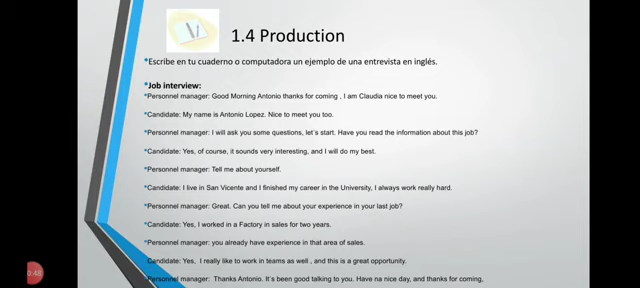 1.4 Production
*Escribe en tu cuaderno o computadora un ejemplo de una entrevista en inglés.
*Job interview:
*Personnel manager: Good Morning Antonio thanks for coming , I am Claudia nice to meet you.
*Candidate: My name is Antonio Lopez. Nice to meet you too.
*Personnel manager: I will ask you some questions, let´s start. Have you read the information about this job?
*Candidate: Yes, of course, it sounds very interesting, and I will do my best.
*Personnel manager: Tell me about yourself.
*Candidate: I live in San Vicente and I finished my career in the University, I always work really hard.
*Personnel manager: Great. Can you tell me about your experience in your last job?
*Candidate: Yes, I worked in a Factory in sales for two years.
*Personnel manager: you already have experience in that area of sales.
Candidate: Yes, I really like to work in teams as well , and this is a great opportunity.
Personnel manager: Thanks Antonio. It´s been good talking to you. Have na nice day, and thanks for coming,
0:48